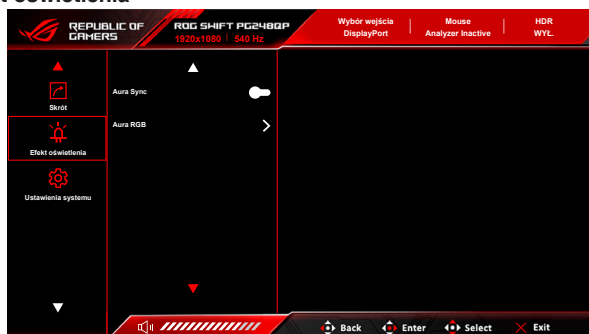 t oświetlenia
REPUBLIC OF
GAMERS
ROG SWIFT PG248QP
1920x1080 540 Hz
Wybór wejścia
DisplayPort
Mouse
Analyzer Inactive
HDR
WYŁ.
Skrót
Efekt oświetlenia
Ustawienia systemu
Aura Sync
Aura RGB
Back
Enter
Select
Exit